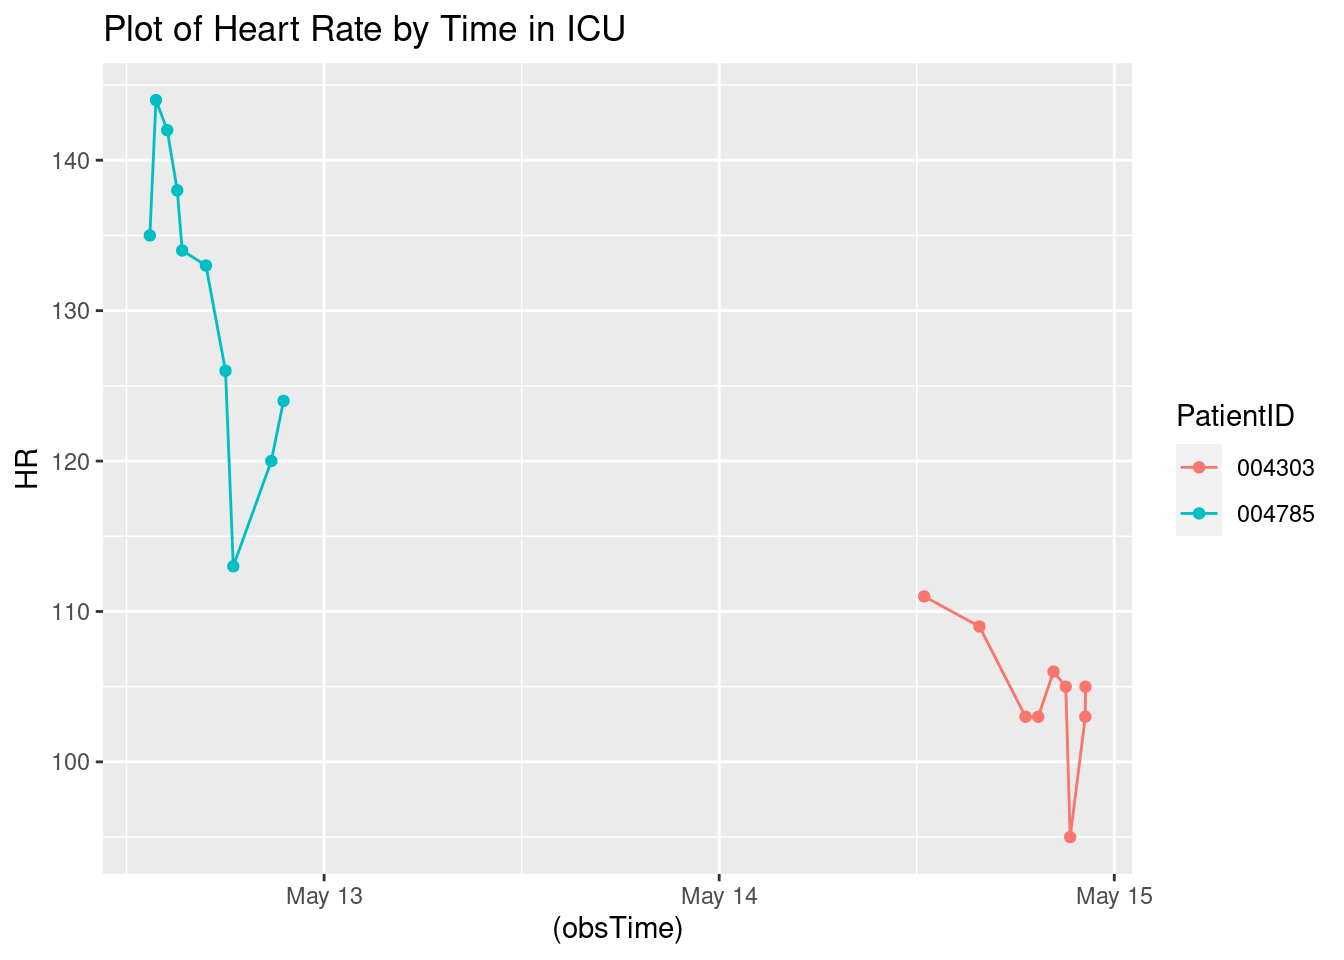 Plot of Heart Rate by Time in ICU
HR
140
130
120
110
100
May 13
May 14
May 15
(obsTime)
PatientID
004303
004785